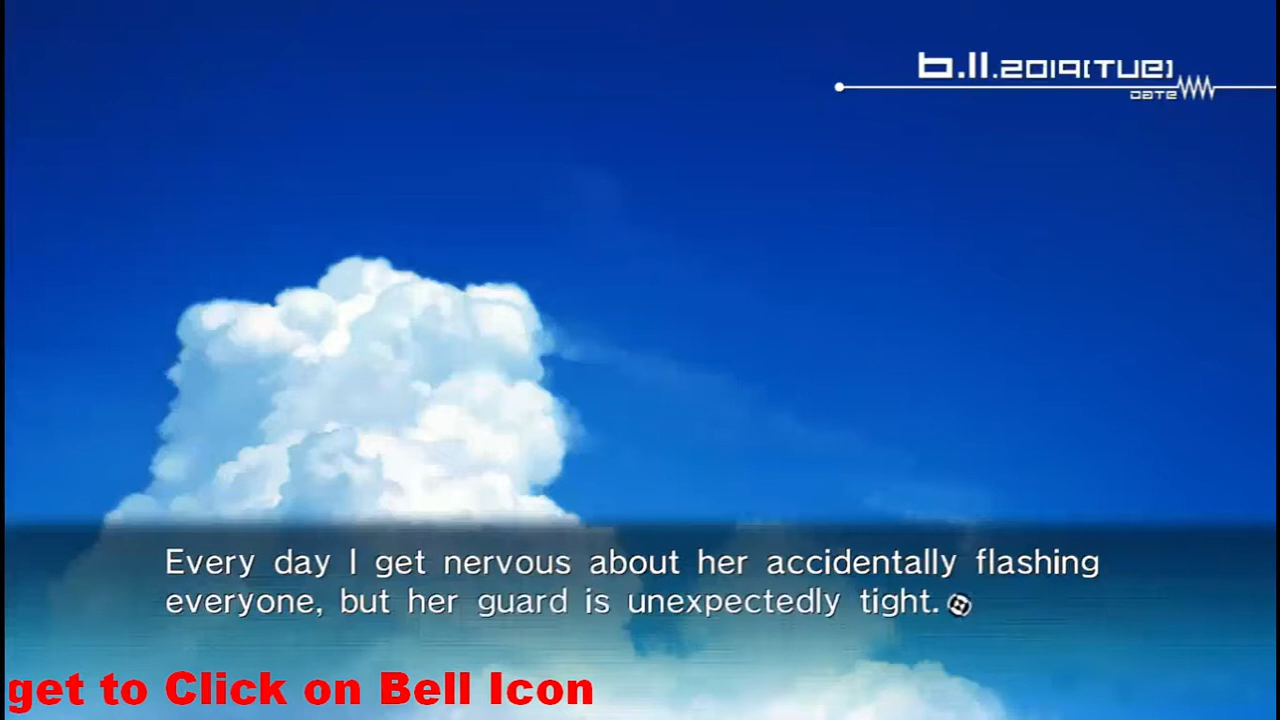 6.11.2019(TUE)
DATE
Every day I get nervous about her accidentally flashing
everyone, but her guard is unexpectedly tight.
get to Click on Bell Icon